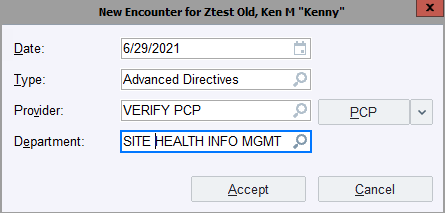 New Encounter for Ztest Old, Ken M "Kenny"
Date: 6/29/2021
Type: Advanced Directives
Provider: VERIFY PCP PCP
Department: SITE HEALTH INFO MGMT
Accept Cancel